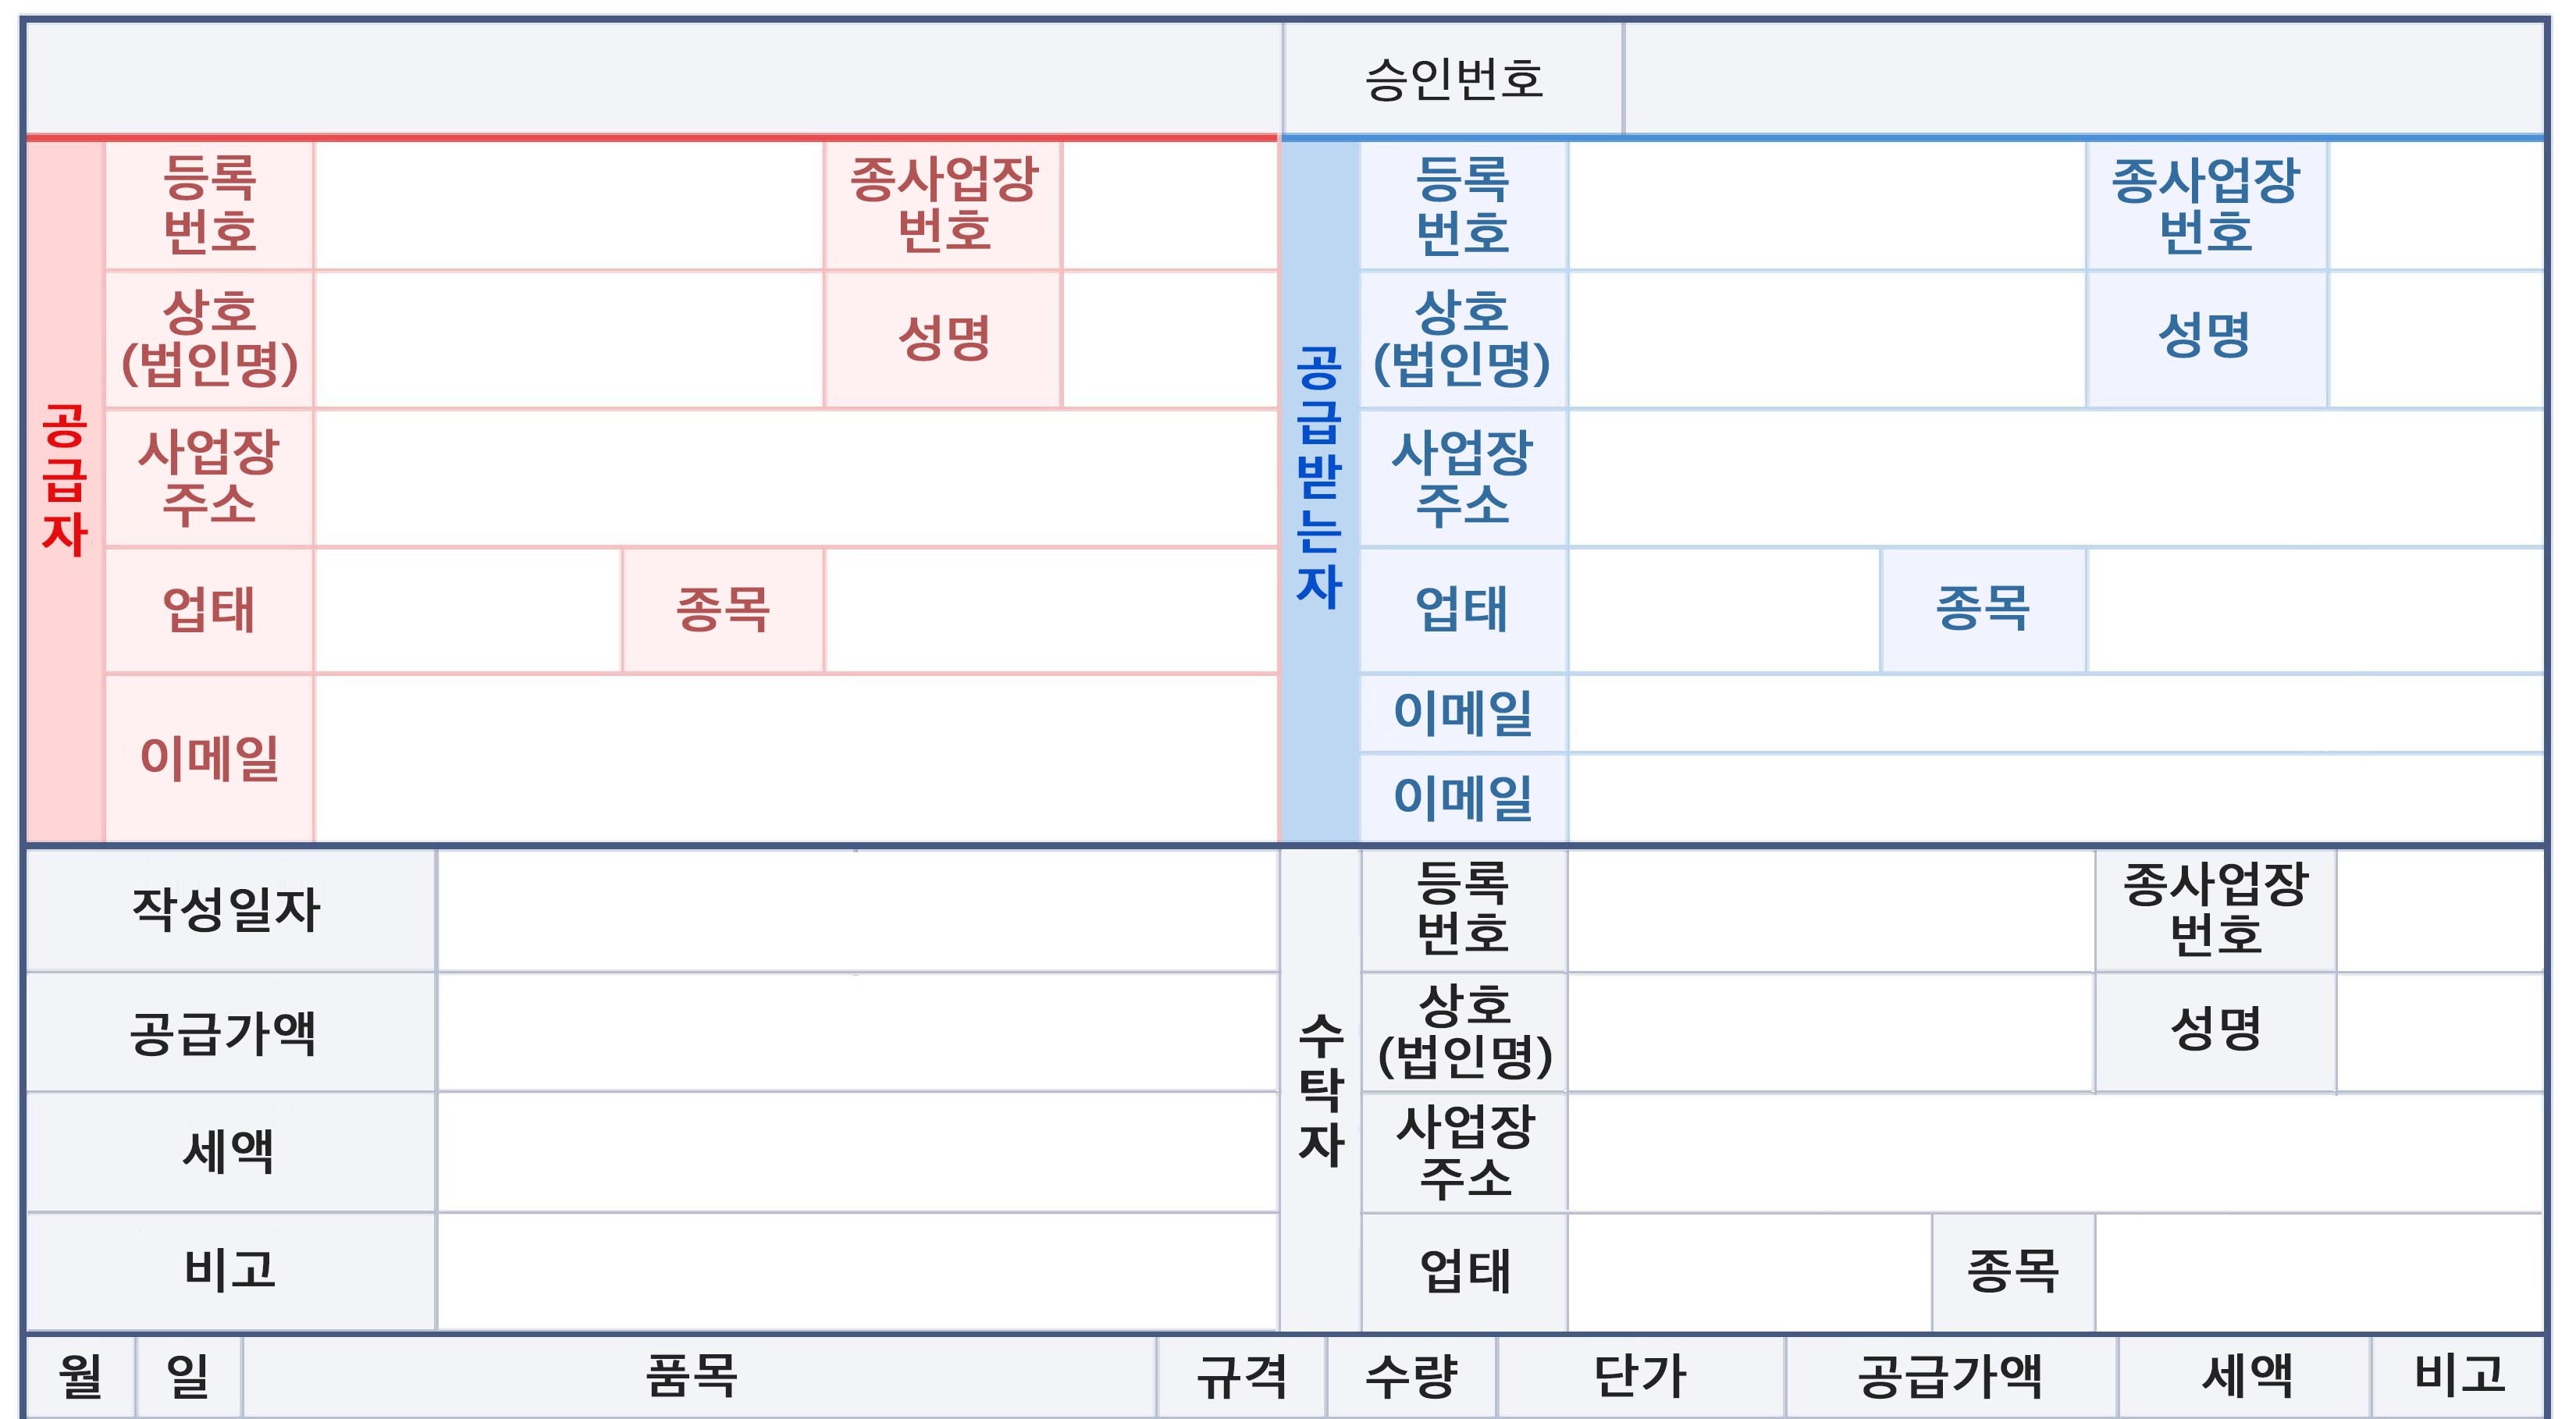 승인번호
공급자
등록
번호
종사업장
번호
상호
(법인명)
성명
사업장
주소
업태
종목
이메일
공급받는자
등록
번호
종사업장
번호
상호
(법인명)
성명
사업장
주소
업태
종목
이메일
이메일
작성일자
공급가액
세액
비고
수탁자
등록
번호
종사업장
번호
상호
(법인명)
성명
사업장
주소
업태
종목
월 일 품목 규격 수량 단가 공급가액 세액 비고